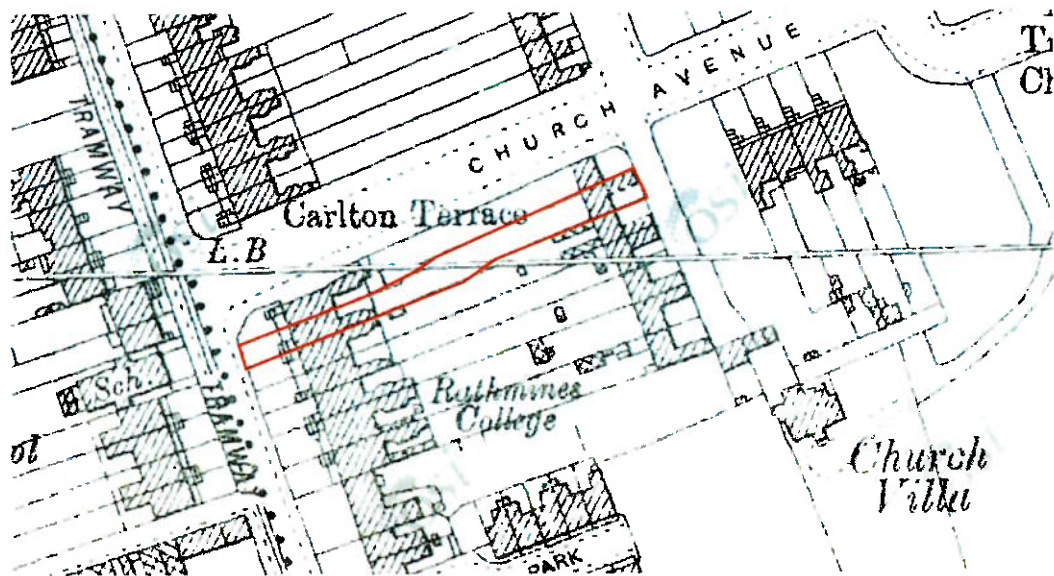 TRAMWAY
CHURCH AVENUE
Carlton Terrace
L.B
Sch.
TRAMWAY
Rathmines
College
Church
Villa
PARK